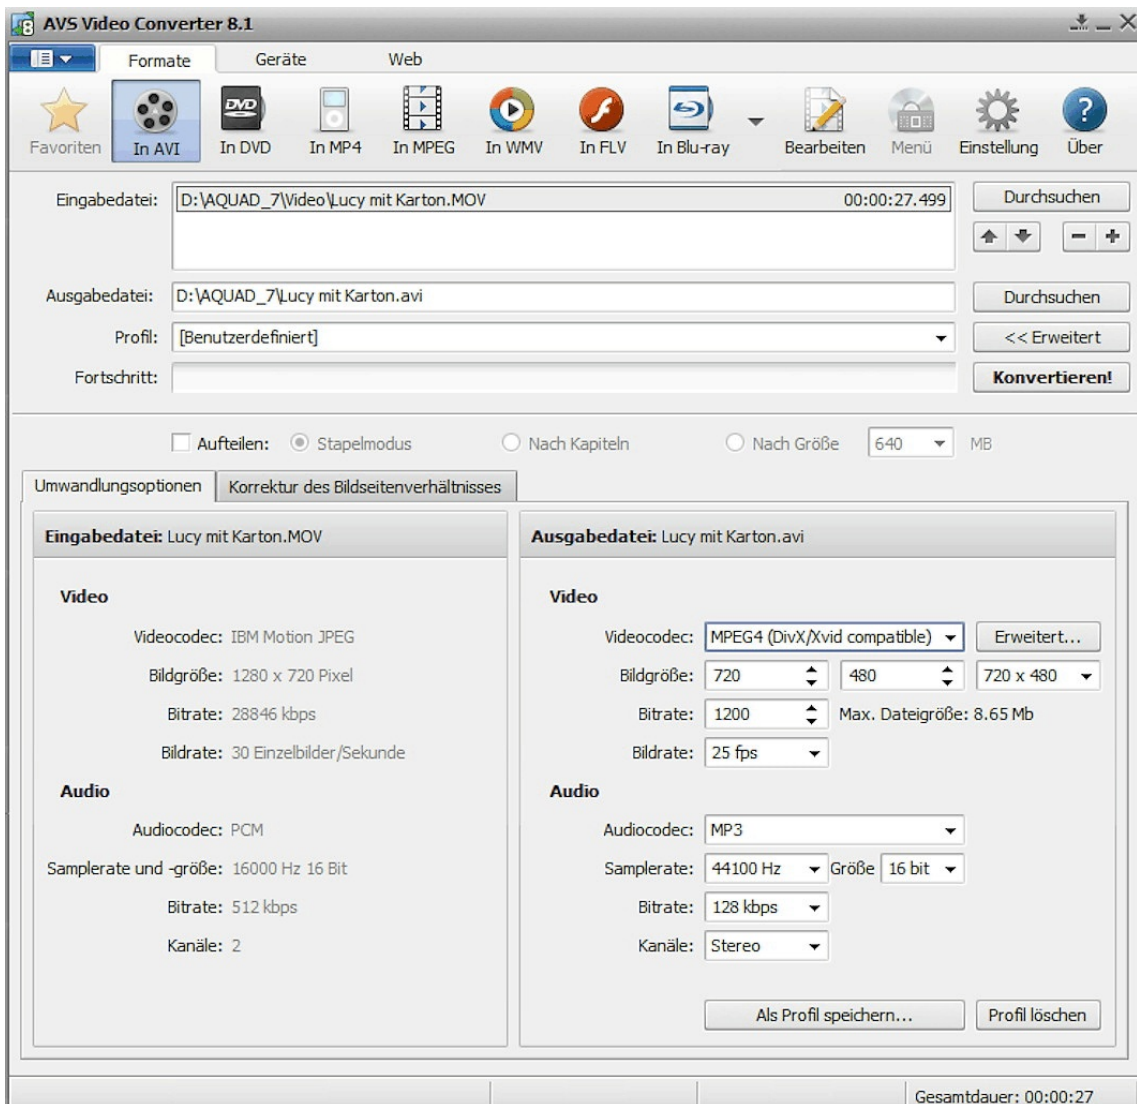 AVS Video Converter 8.1
Formate Geräte Web
Favoriten In AVI In DVD In MP4 In MPEG In WMV In FLV In Blu-ray Bearbeiten Menü Einstellung Über
DVD
Eingabedatei: D:\AQUAD_7\Video\Lucy mit Karton.MOV 00:00:27.499 Durchsuchen
Ausgabedatei: D:\AQUAD_7\Lucy mit Karton.avi Durchsuchen
Profil: [Benutzerdefiniert] << Erweitert
Fortschritt: Konvertieren!
Aufteilen: Stapelmodus Nach Kapiteln Nach Größe 640 MB
Umwandlungsoptionen Korrektur des Bildseitenverhältnisses
Eingabedatei: Lucy mit Karton.MOV
Video
Videocodec: IBM Motion JPEG
Bildgröße: 1280 x 720 Pixel
Bitrate: 28846 kbps
Bildrate: 30 Einzelbilder/Sekunde
Audio
Audiocodec: PCM
Samplerate und -größe: 16000 Hz 16 Bit
Bitrate: 512 kbps
Kanäle: 2
Ausgabedatei: Lucy mit Karton.avi
Video
Videocodec: MPEG4 (DivX/Xvid compatible) Erweitert...
Bildgröße: 720 480 720 x 480
Bitrate: 1200 Max. Dateigröße: 8.65 Mb
Bildrate: 25 fps
Audio
Audiocodec: MP3
Samplerate: 44100 Hz Größe 16 bit
Bitrate: 128 kbps
Kanäle: Stereo
Als Profil speichern... Profil löschen
Gesamtdauer: 00:00:27